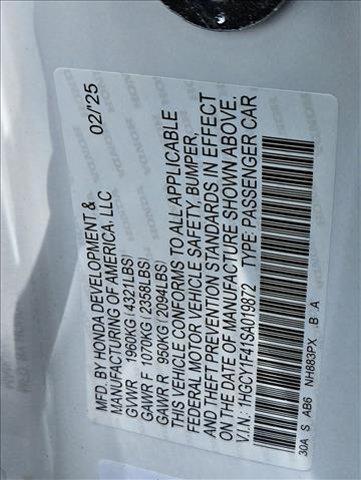 MFD. BY HONDA DEVELOPMENT & 02/'25
MANUFACTURING OF AMERICA, LLC
GVWR 1960KG(4321LBS)
GAWR F 1070KG(2358LBS)
GAWR R 950KG(2094LBS)
THIS VEHICLE CONFORMS TO ALL APPLICABLE
FEDERAL MOTOR VEHICLE SAFETY, BUMPER,
AND THEFT PREVENTION STANDARDS IN EFFECT
ON THE DATE OF MANUFACTURE SHOWN ABOVE.
V.I.N.: 1HGCY1F41SA019872 TYPE: PASSENGER CAR
30A S AB6 NH883PX B A